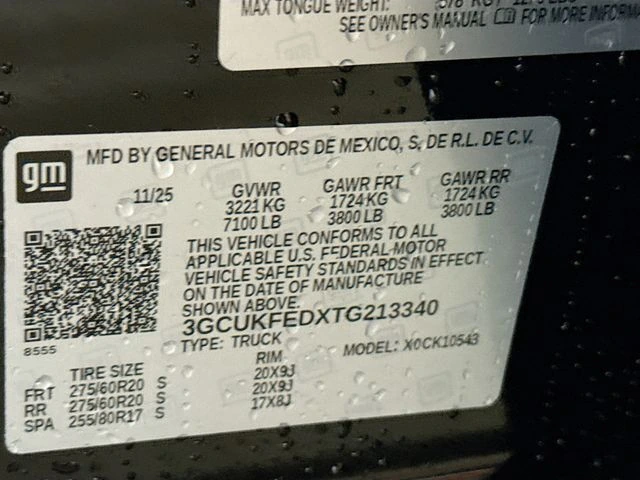 MAX TONGUE WEIGHT: 578 KG
SEE OWNER'S MANUAL FOR MORE INFORMA
gm
MFD BY GENERAL MOTORS DE MEXICO, S. DE R.L. DE C.V.
11/25 GVWR GAWR FRT GAWR RR
3221 KG 1724 KG 1724 KG
7100 LB 3800 LB 3800 LB
THIS VEHICLE CONFORMS TO ALL
APPLICABLE U.S. FEDERAL MOTOR
VEHICLE SAFETY STANDARDS IN EFFECT
ON THE DATE OF MANUFACTURE
SHOWN ABOVE.
3GCUKFEDXTG213340
8555
TYPE: TRUCK MODEL: X0CK10543
TIRE SIZE RIM
FRT 275/60R20 S 20X9J
RR 275/60R20 S 20X9J
SPA 255/80R17 S 17X8J